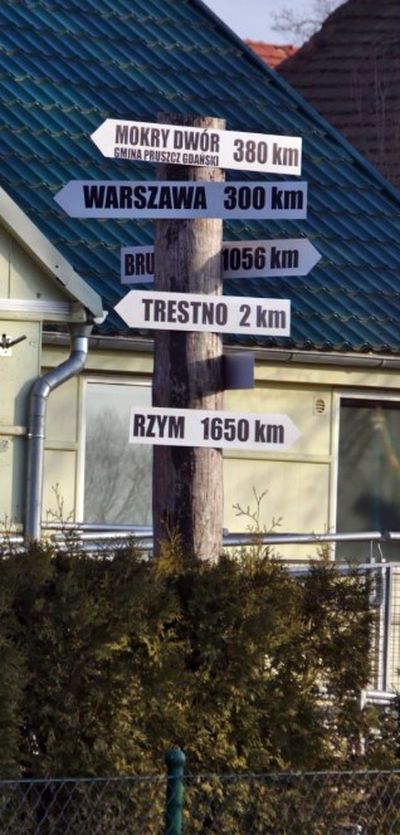 MOKRY DWÓR 380 km
GMINA PRUSZCZ GDAŃSKI
WARSZAWA 300 km
BRU 1056 km
TRESTNO 2 km
RZYM 1650 km